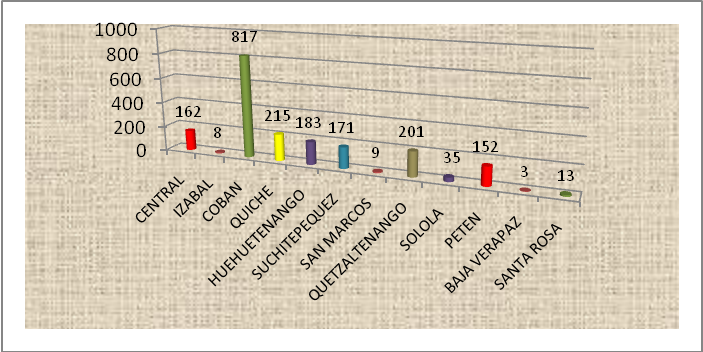 1000
800
600
400
200
0
162
8
817
215
183
171
9
201
35
152
3
13
CENTRAL
IZABAL
COBAN
QUICHE
HUEHUETENANGO
SUCHITEPEQUEZ
SAN MARCOS
QUETZALTENANGO
SOLOLA
PETEN
BAJA VERAPAZ
SANTA ROSA